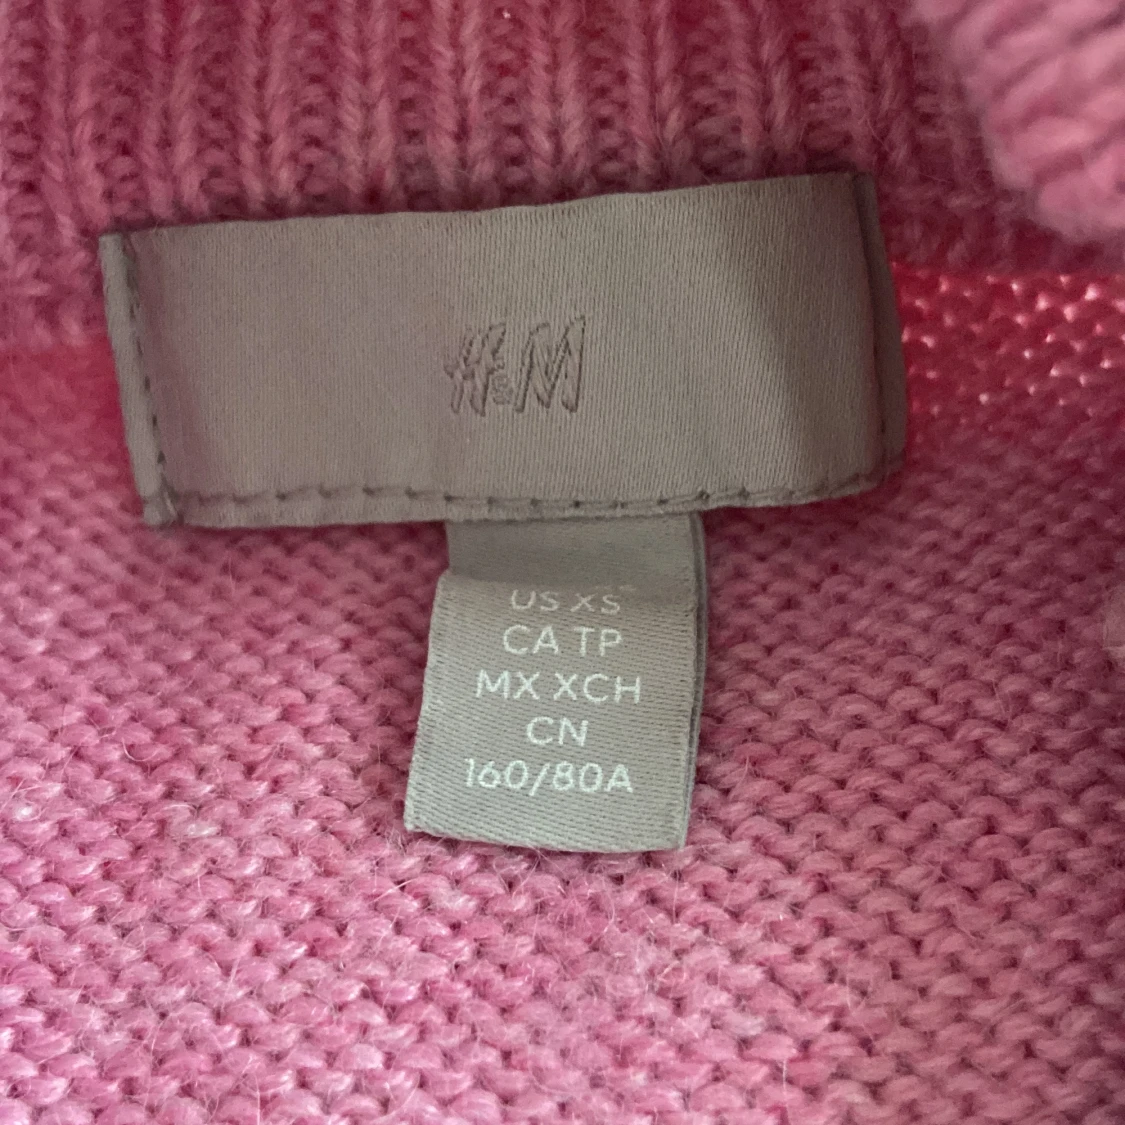 H&M
US XS
CA TP
MX XCH
CN
160/80A